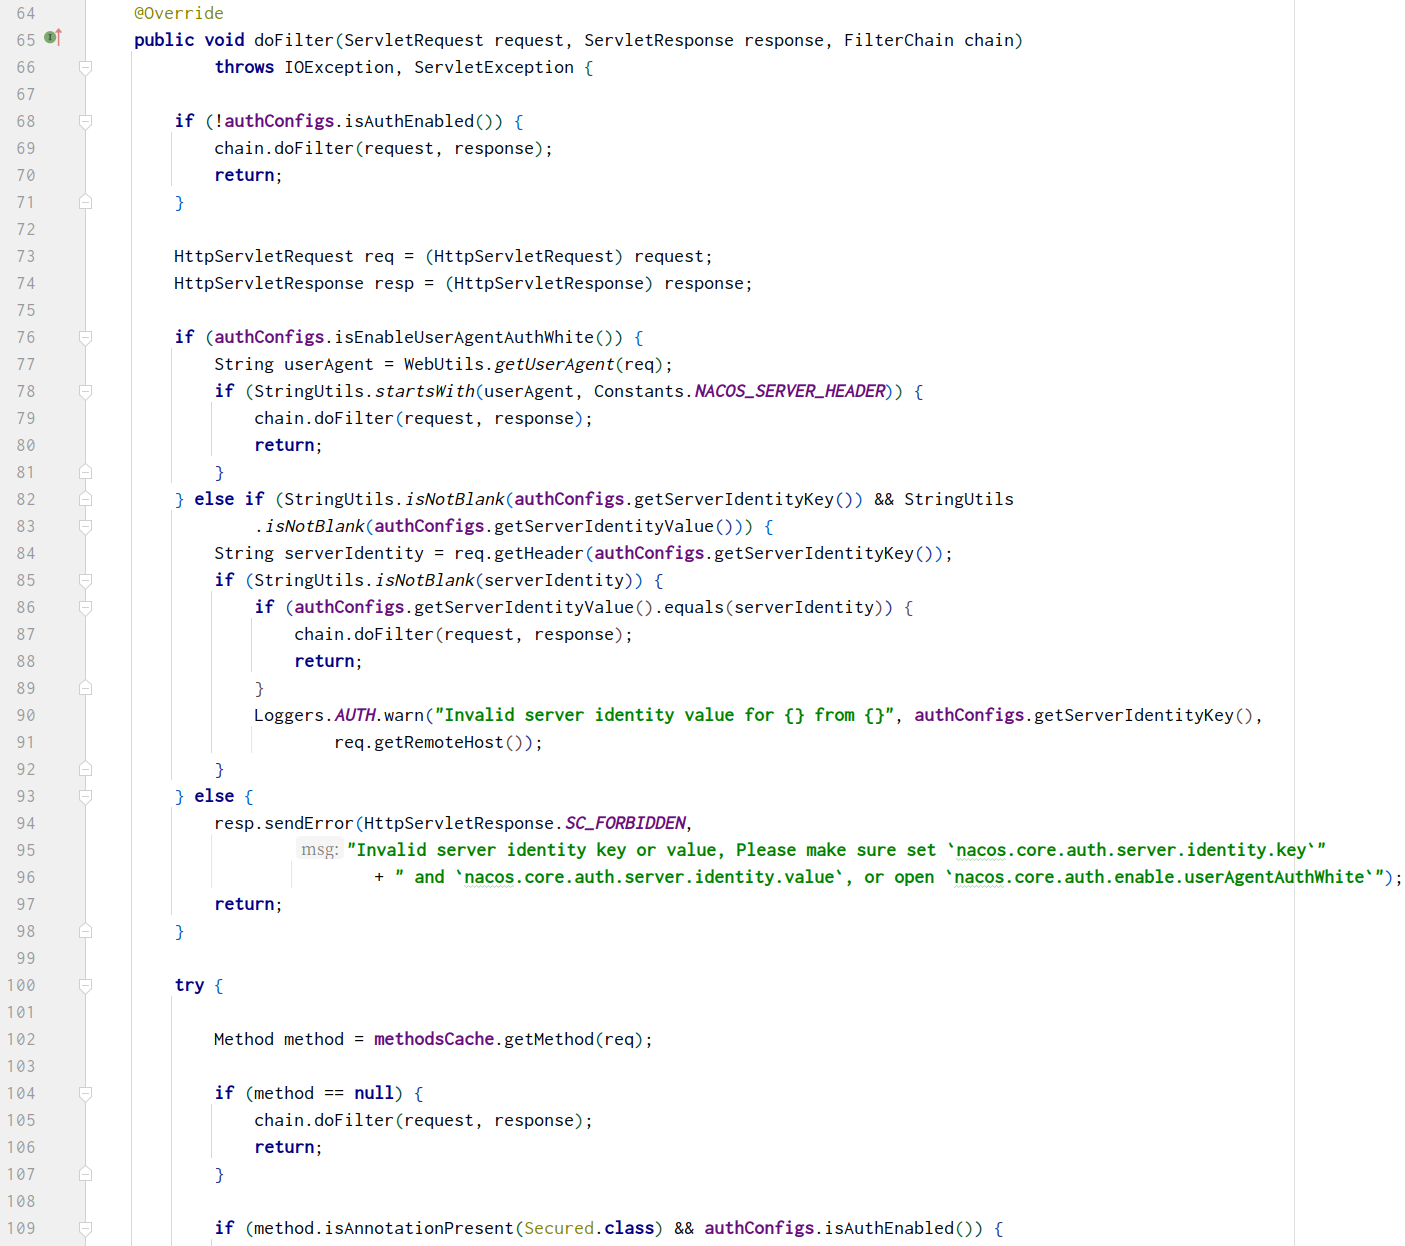 64 @Override
65 public void doFilter(ServletRequest request, ServletResponse response, FilterChain chain)
66 throws IOException, ServletException {
67
68 if (!authConfigs.isAuthEnabled()) {
69 chain.doFilter(request, response);
70 return;
71 }
72
73 HttpServletRequest req = (HttpServletRequest) request;
74 HttpServletResponse resp = (HttpServletResponse) response;
75
76 if (authConfigs.isEnableUserAgentAuthWhite()) {
77 String userAgent = WebUtils.getUserAgent(req);
78 if (StringUtils.startsWith(userAgent, Constants.NACOS_SERVER_HEADER)) {
79 chain.doFilter(request, response);
80 return;
81 }
82 } else if (StringUtils.isNotBlank(authConfigs.getServerIdentityKey()) && StringUtils
83 .isNotBlank(authConfigs.getServerIdentityValue())) {
84 String serverIdentity = req.getHeader(authConfigs.getServerIdentityKey());
85 if (StringUtils.isNotBlank(serverIdentity)) {
86 if (authConfigs.getServerIdentityValue().equals(serverIdentity)) {
87 chain.doFilter(request, response);
88 return;
89 }
90 Loggers.AUTH.warn("Invalid server identity value for {} from {}", authConfigs.getServerIdentityKey(),
91 req.getRemoteHost());
92 }
93 } else {
94 resp.sendError(HttpServletResponse.SC_FORBIDDEN,
95 msg: "Invalid server identity key or value, Please make sure set `nacos.core.auth.server.identity.key`"
96 + " and `nacos.core.auth.server.identity.value`, or open `nacos.core.auth.enable.userAgentAuthWhite`");
97 return;
98 }
99
100 try {
101
102 Method method = methodsCache.getMethod(req);
103
104 if (method == null) {
105 chain.doFilter(request, response);
106 return;
107 }
108
109 if (method.isAnnotationPresent(Secured.class) && authConfigs.isAuthEnabled()) {